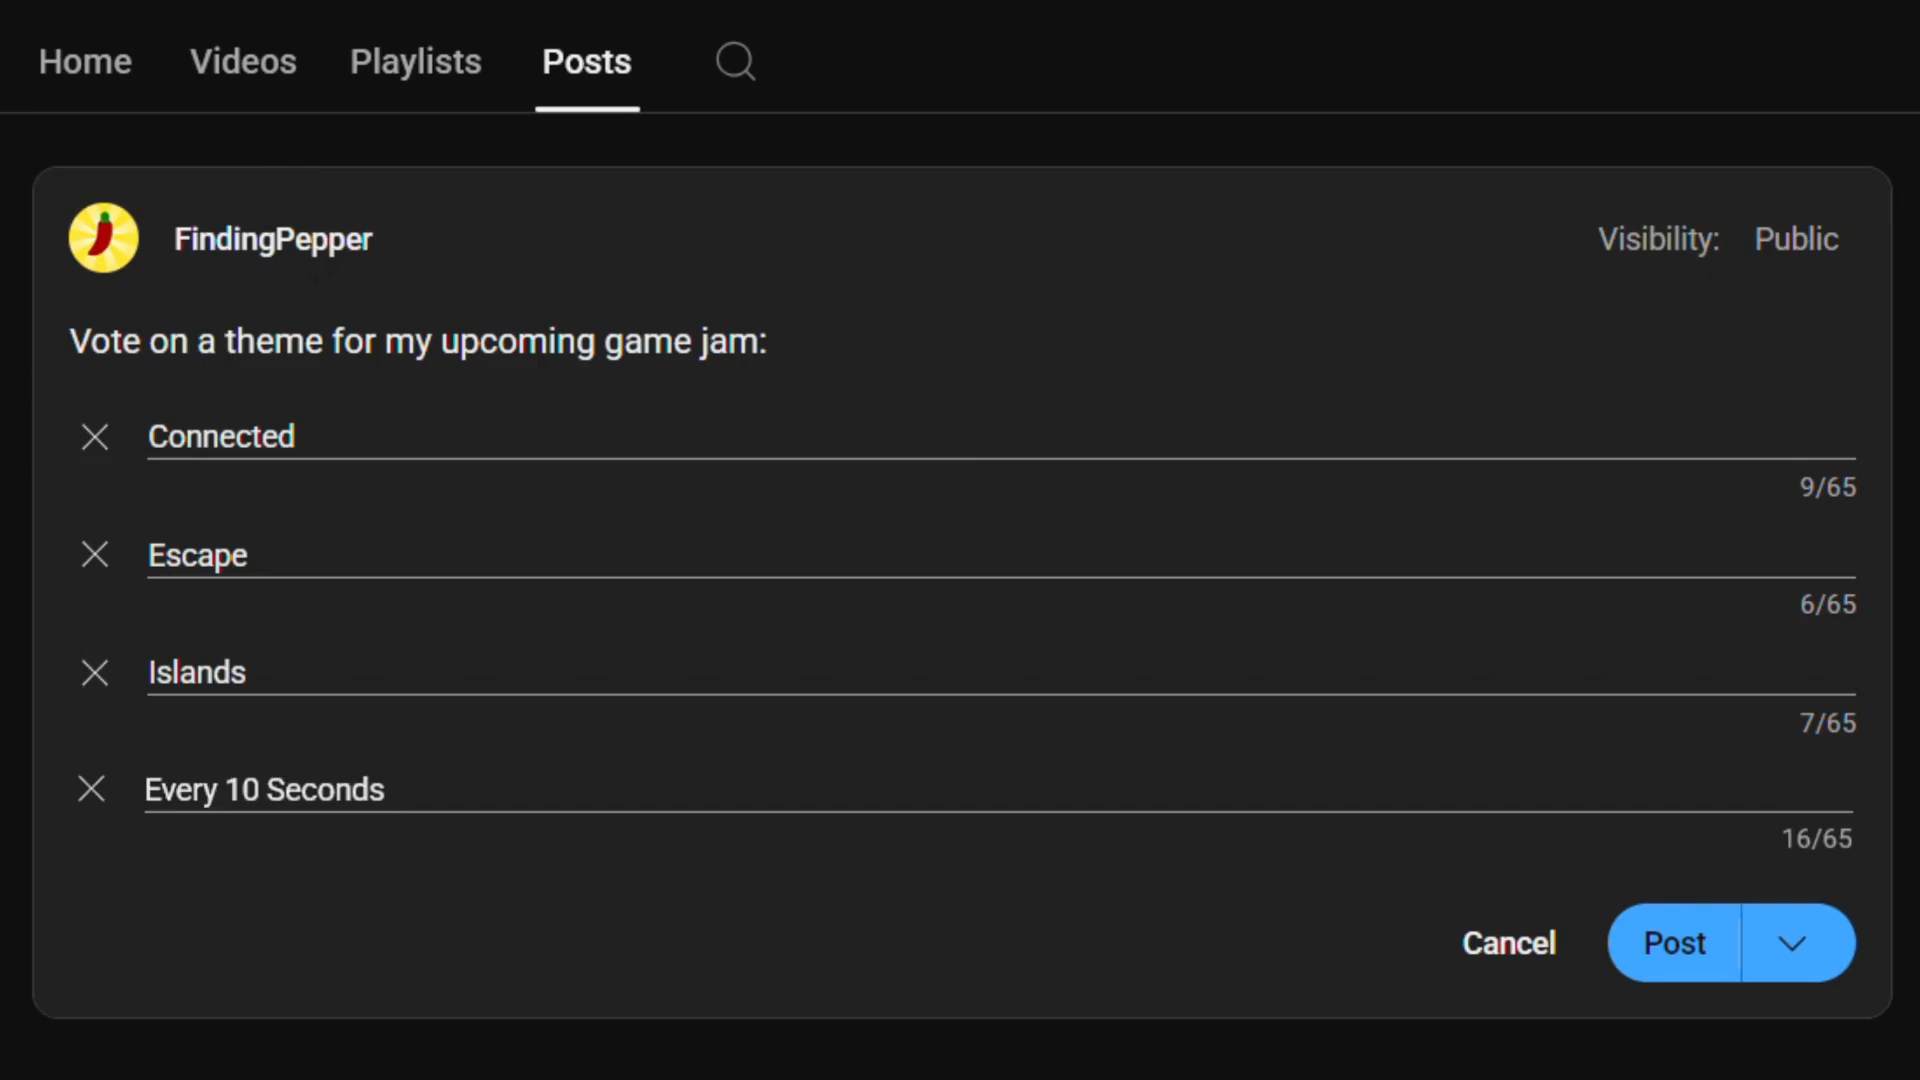 Home Videos Playlists Posts
FindingPepper Visibility: Public
Vote on a theme for my upcoming game jam:
Connected
9/65
Escape
6/65
Islands
7/65
Every 10 Seconds
16/65
Cancel Post